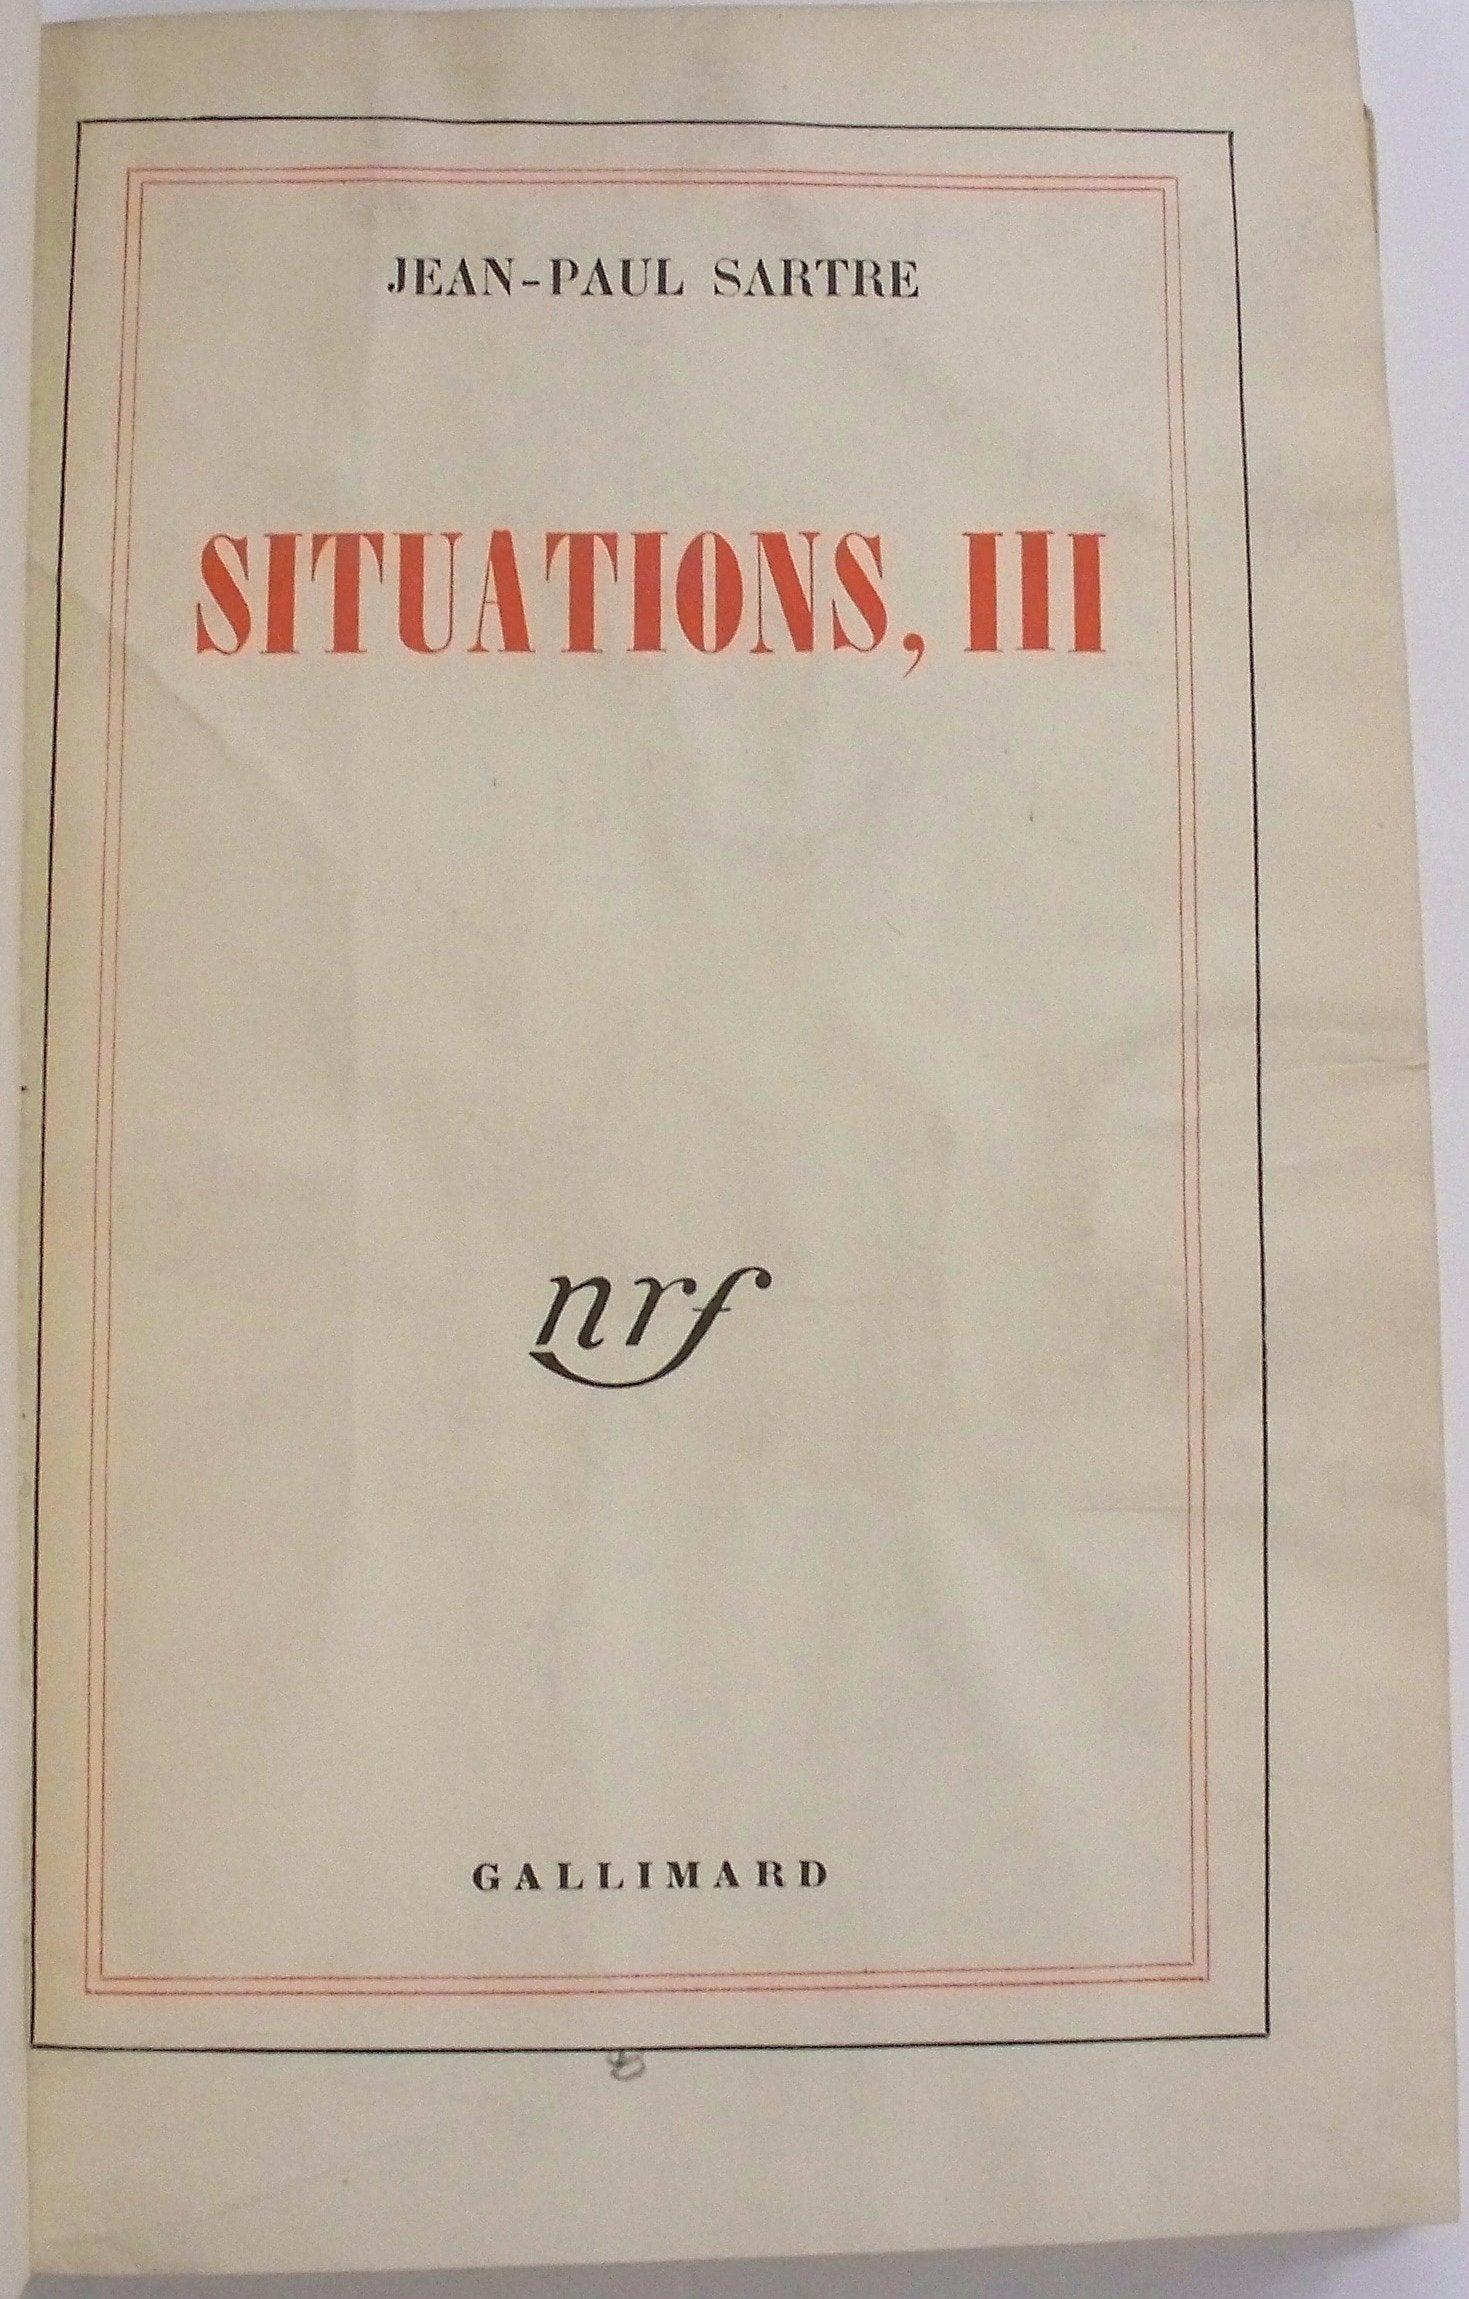 JEAN-PAUL SARTRE
SITUATIONS, III
nrf
GALLIMARD